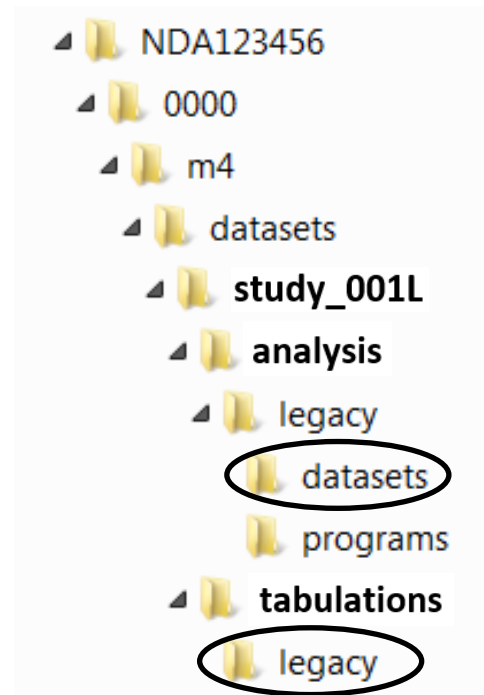 NDA123456
0000
m4
datasets
study_001L
analysis
legacy
datasets
programs
tabulations
legacy